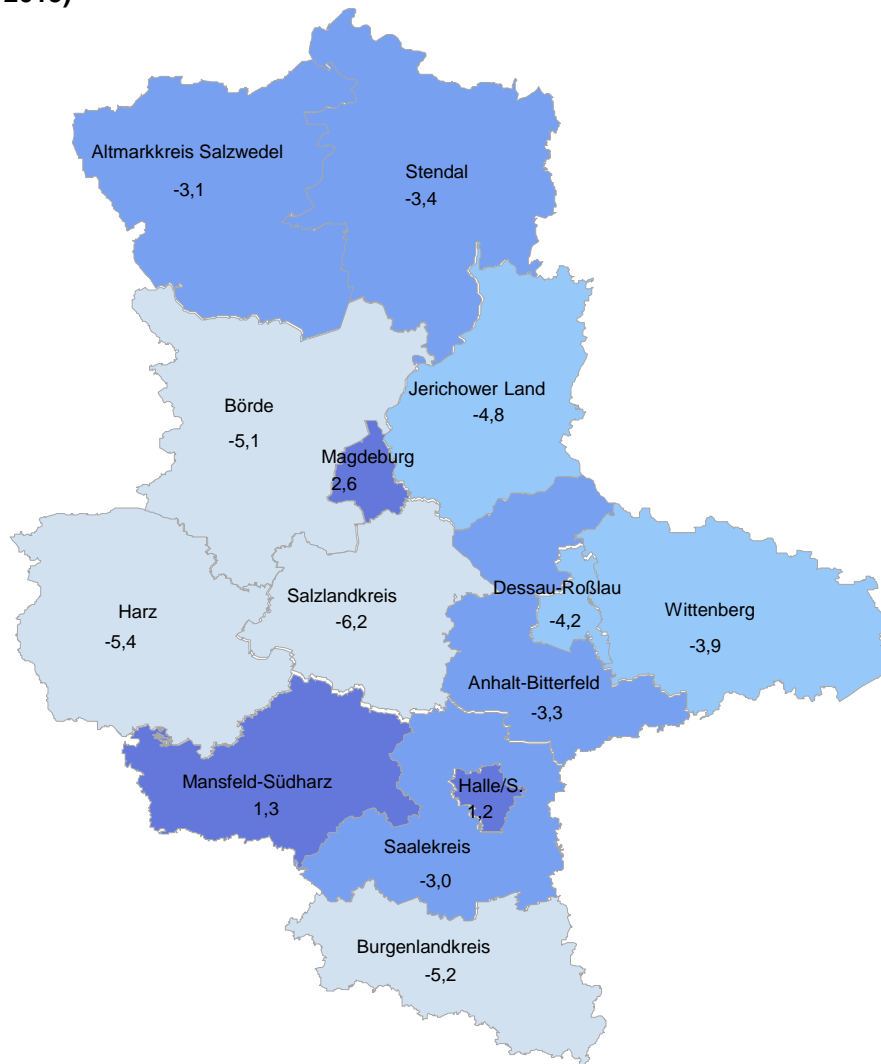 Altmarkkreis Salzwedel
-3,1
Stendal
-3,4
Jerichower Land
-4,8
Börde
-5,1
Magdeburg
2,6
Harz
-5,4
Salzlandkreis
-6,2
Dessau-Roßlau
-4,2
Wittenberg
-3,9
Anhalt-Bitterfeld
-3,3
Mansfeld-Südharz
1,3
Halle/S.
1,2
Saalekreis
-3,0
Burgenlandkreis
-5,2